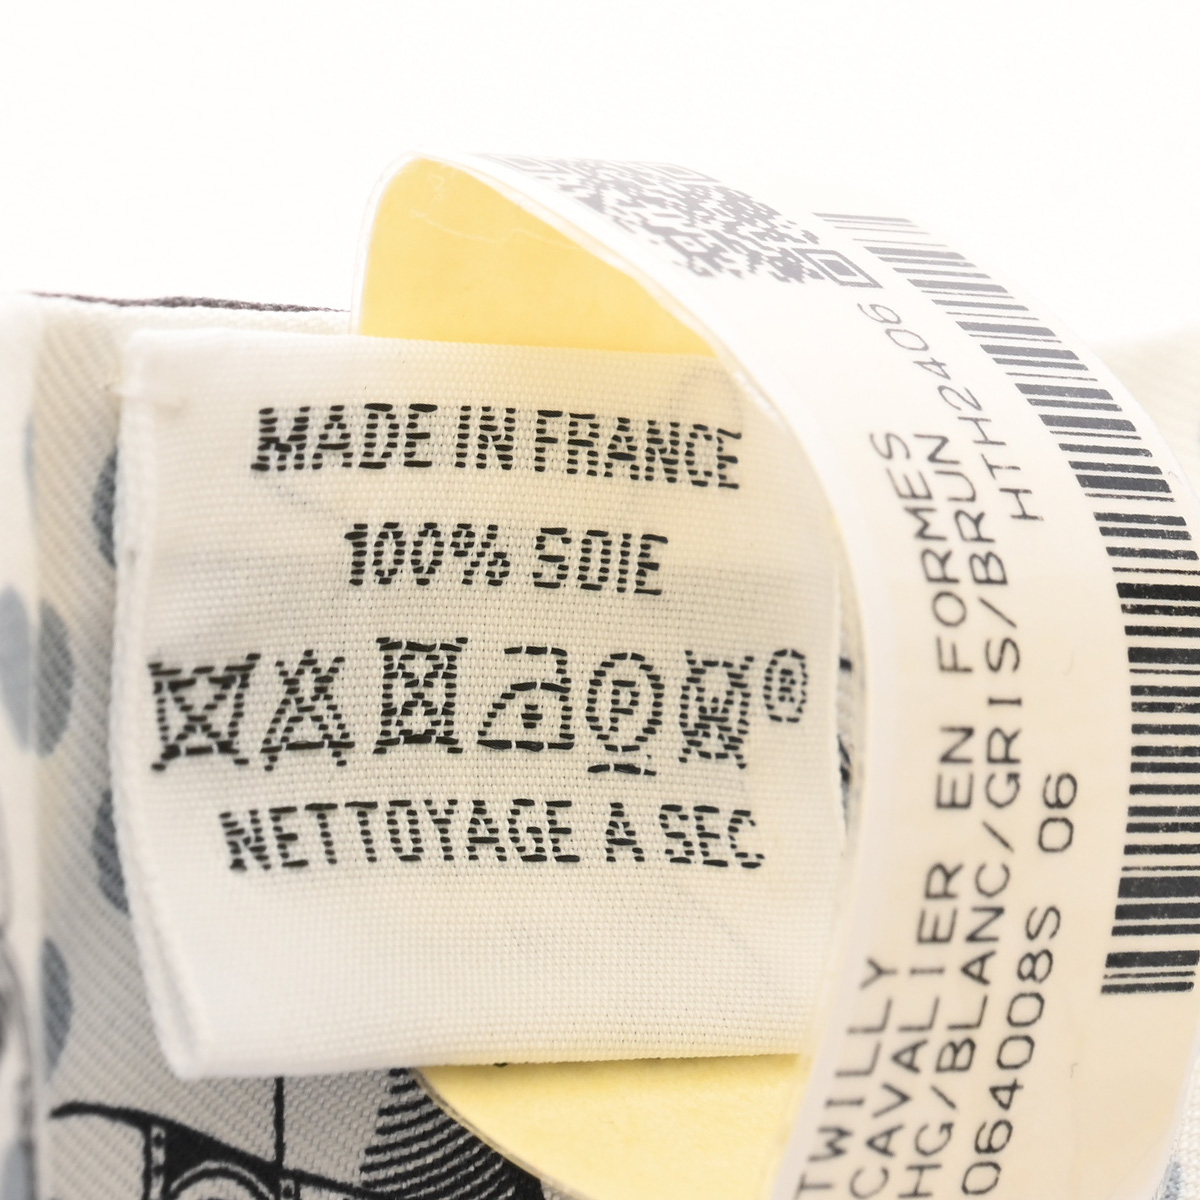 MADE IN FRANCE
100% SOIE
P
®
NETTOYAGE A SEC
TWILLY
CAVALIER EN FORMES
HG/BLANC/GRIS/BRUN
064008S 06
HTH2406